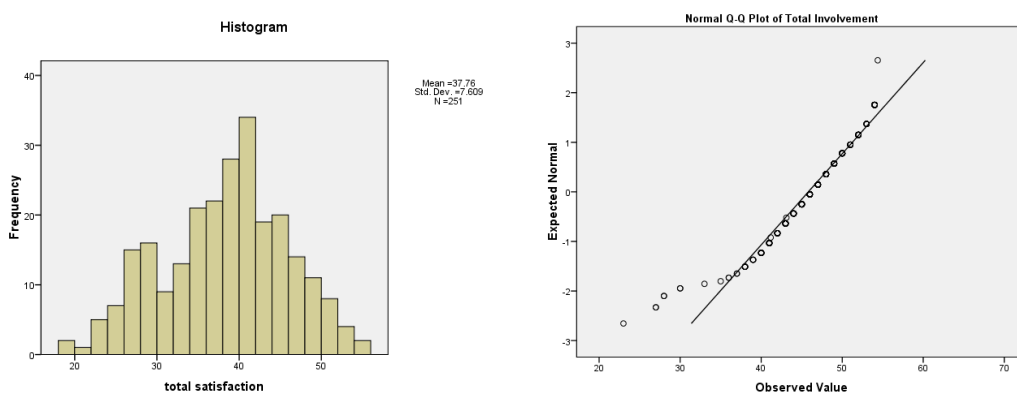 Histogram
Mean =37.76
Std. Dev. =7.609
N =251
Frequency
40
30
20
10
0
20
30
40
50
total satisfaction
Normal Q-Q Plot of Total Involvement
Expected Normal
3
2
1
0
-1
-2
-3
20
30
40
50
60
70
Observed Value